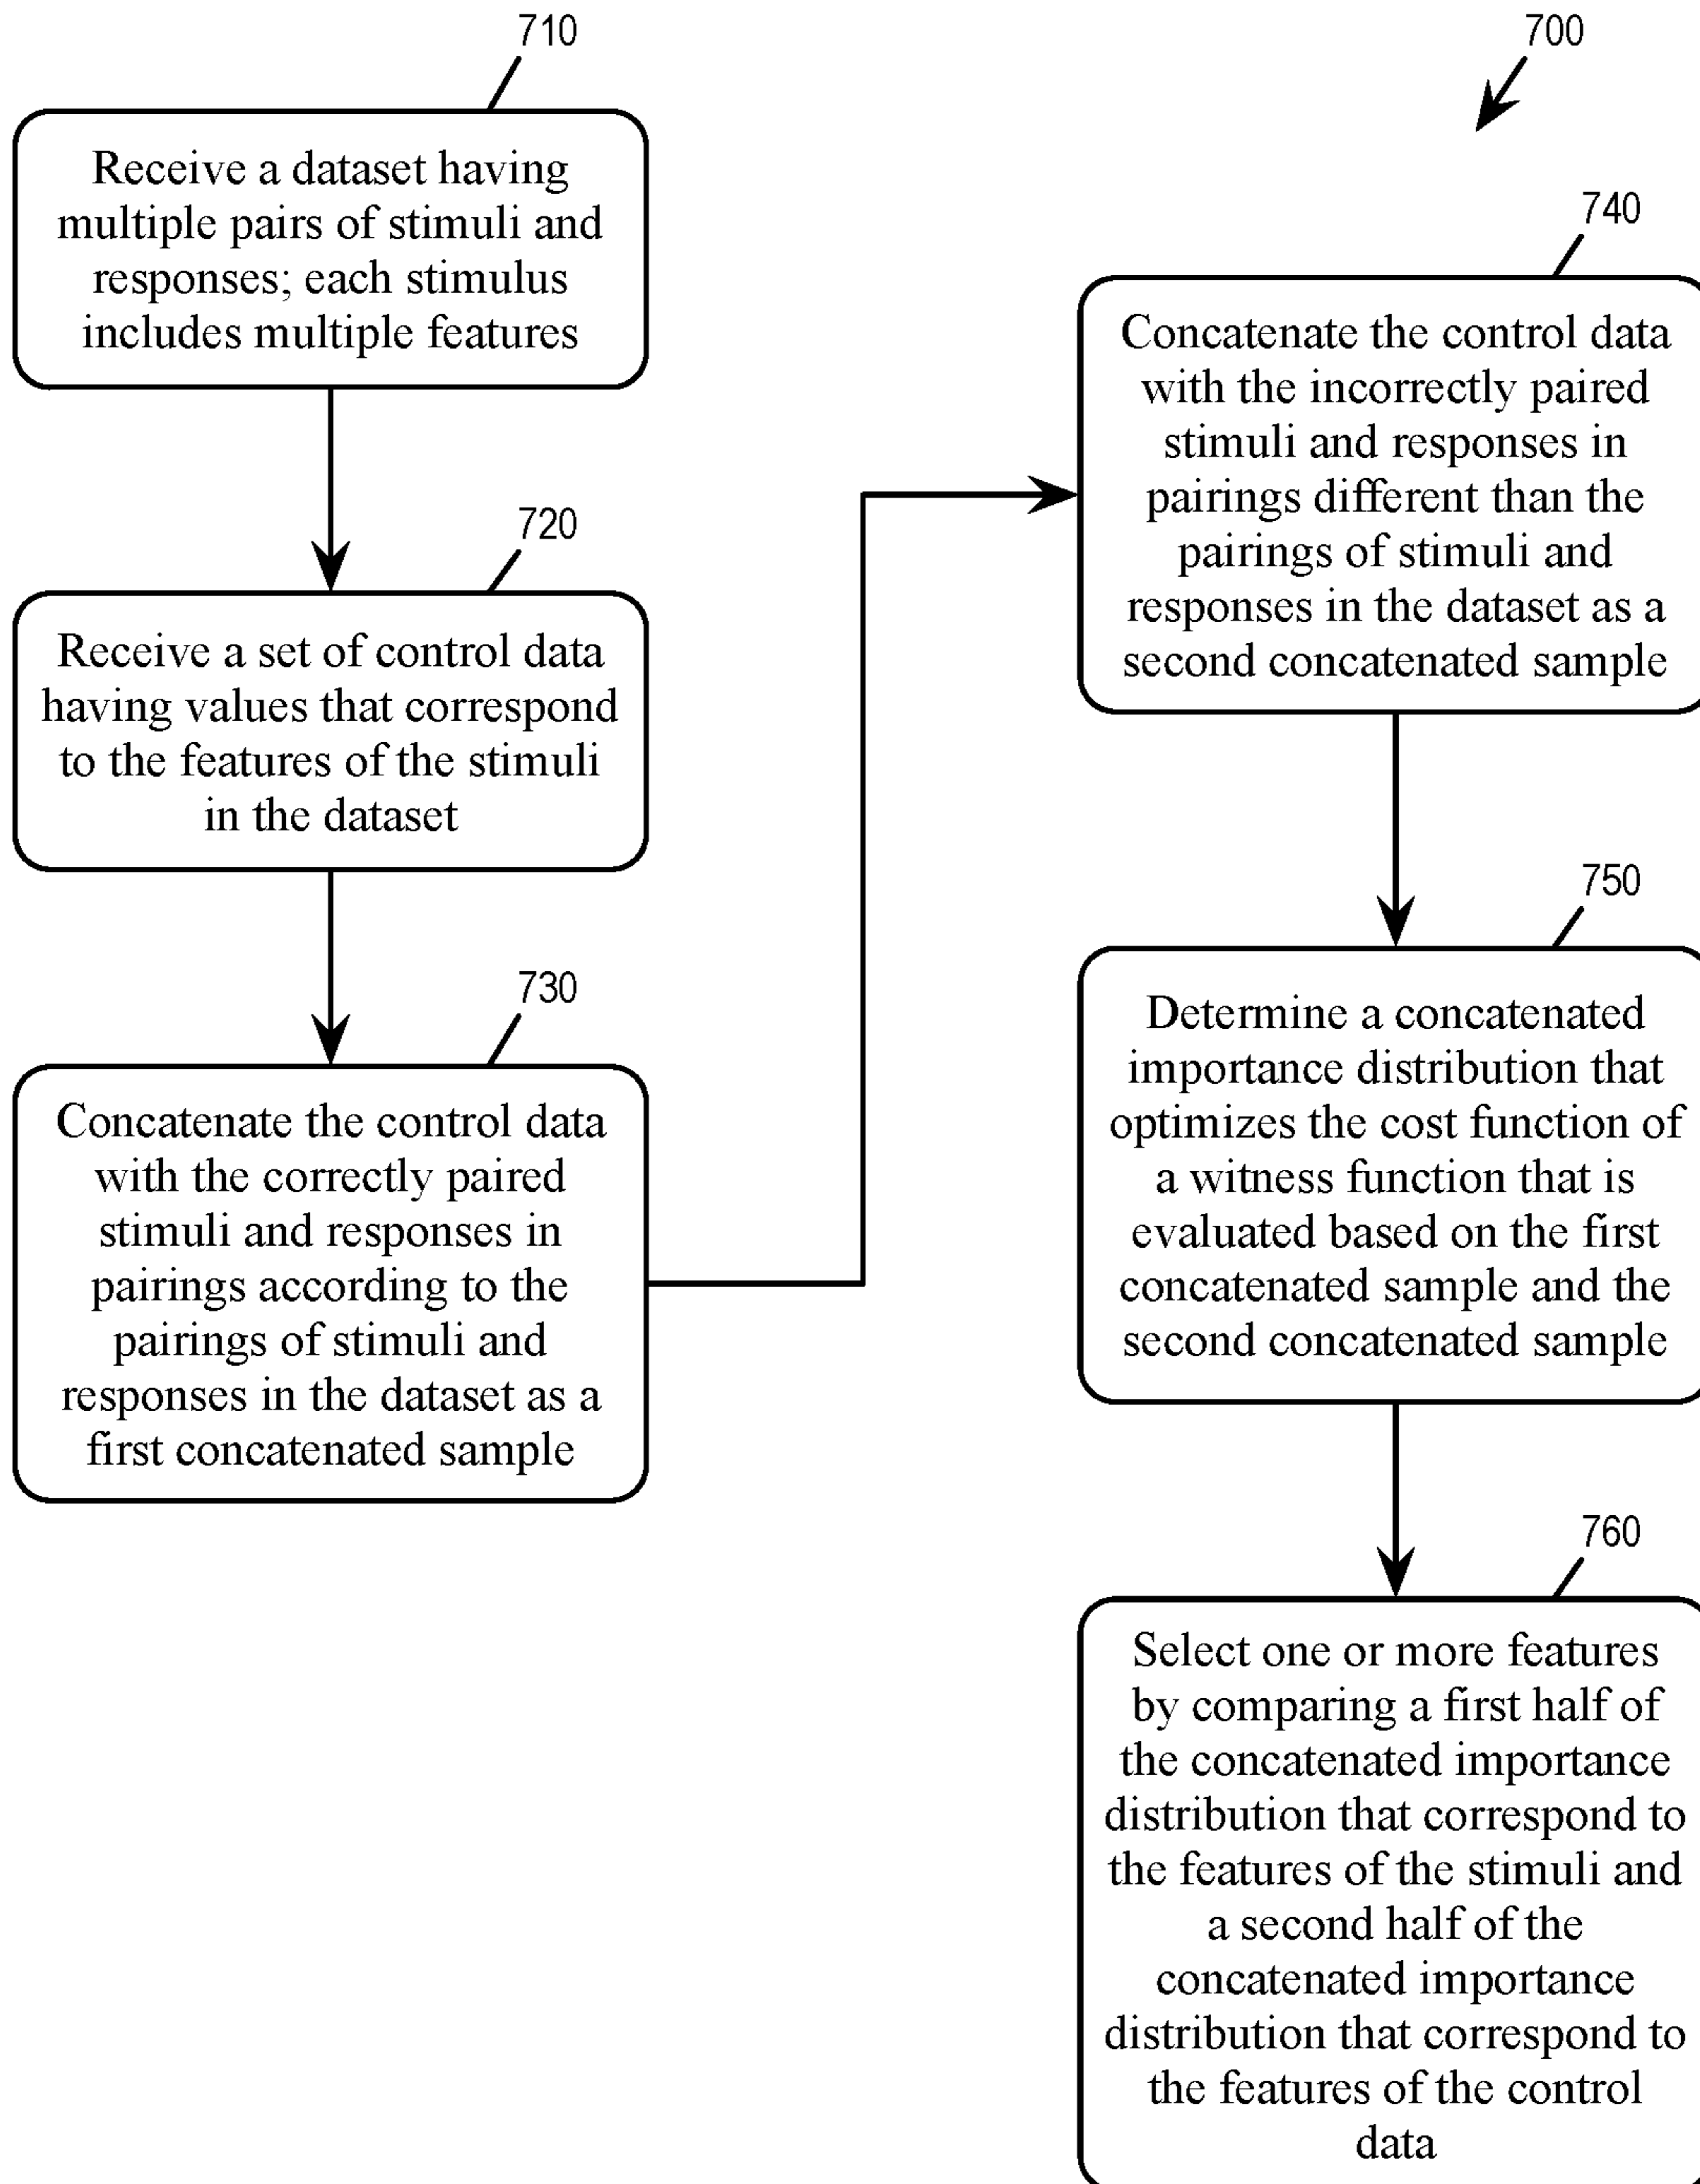 710
Receive a dataset having
multiple pairs of stimuli and
responses; each stimulus
includes multiple features
720
Receive a set of control data
having values that correspond
to the features of the stimuli
in the dataset
730
Concatenate the control data
with the correctly paired
stimuli and responses in
pairings according to the
pairings of stimuli and
responses in the dataset as a
first concatenated sample
700
740
Concatenate the control data
with the incorrectly paired
stimuli and responses in
pairings different than the
pairings of stimuli and
responses in the dataset as a
second concatenated sample
750
Determine a concatenated
importance distribution that
optimizes the cost function of
a witness function that is
evaluated based on the first
concatenated sample and the
second concatenated sample
760
Select one or more features
by comparing a first half of
the concatenated importance
distribution that correspond to
the features of the stimuli and
a second half of the
concatenated importance
distribution that correspond to
the features of the control
data